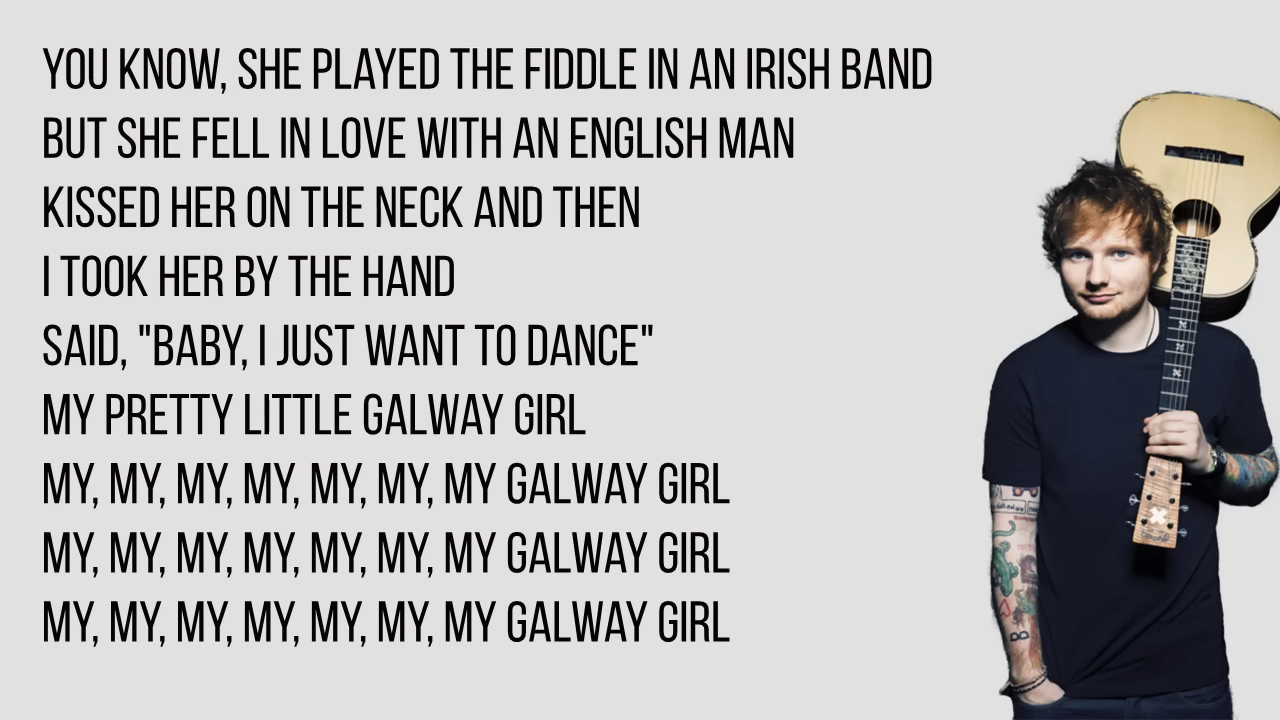 YOU KNOW, SHE PLAYED THE FIDDLE IN AN IRISH BAND
BUT SHE FELL IN LOVE WITH AN ENGLISH MAN
KISSED HER ON THE NECK AND THEN
I TOOK HER BY THE HAND
SAID, "BABY, I JUST WANT TO DANCE"
MY PRETTY LITTLE GALWAY GIRL
MY, MY, MY, MY, MY, MY, MY GALWAY GIRL
MY, MY, MY, MY, MY, MY, MY GALWAY GIRL
MY, MY, MY, MY, MY, MY, MY GALWAY GIRL